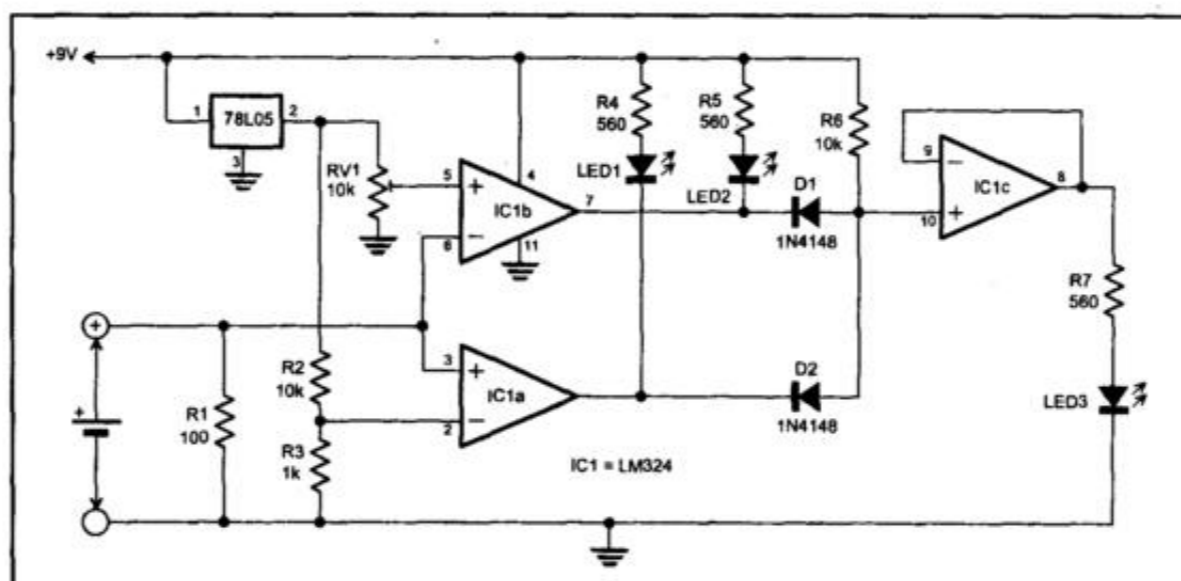 +9V
1
78L05
2
3
RV1
10k
5
+
4
IC1b
7
6
−
11
R4
560
LED1
R5
560
LED2
R6
10k
D1
1N4148
9
−
IC1c
8
10
+
R7
560
LED3
+
+
R1
100
R2
10k
R3
1k
3
+
IC1a
−
2
D2
1N4148
IC1 = LM324